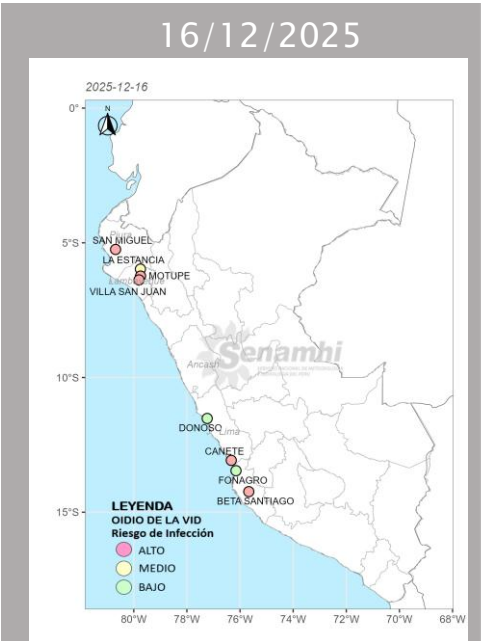 16/12/2025
2025-12-16
N
0°
Piura
SAN MIGUEL
5°S
LA ESTANCIA
MOTUPE
Lambayeque
VILLA SAN JUAN
Senamhi
Ancash
10°S
DONOSO
Lima
CANETE
FONAGRO
BETA SANTIAGO
LEYENDA
OIDIO DE LA VID
Riesgo de Infección
ALTO
MEDIO
BAJO
15°S
80°W 78°W 76°W 74°W 72°W 70°W 68°W